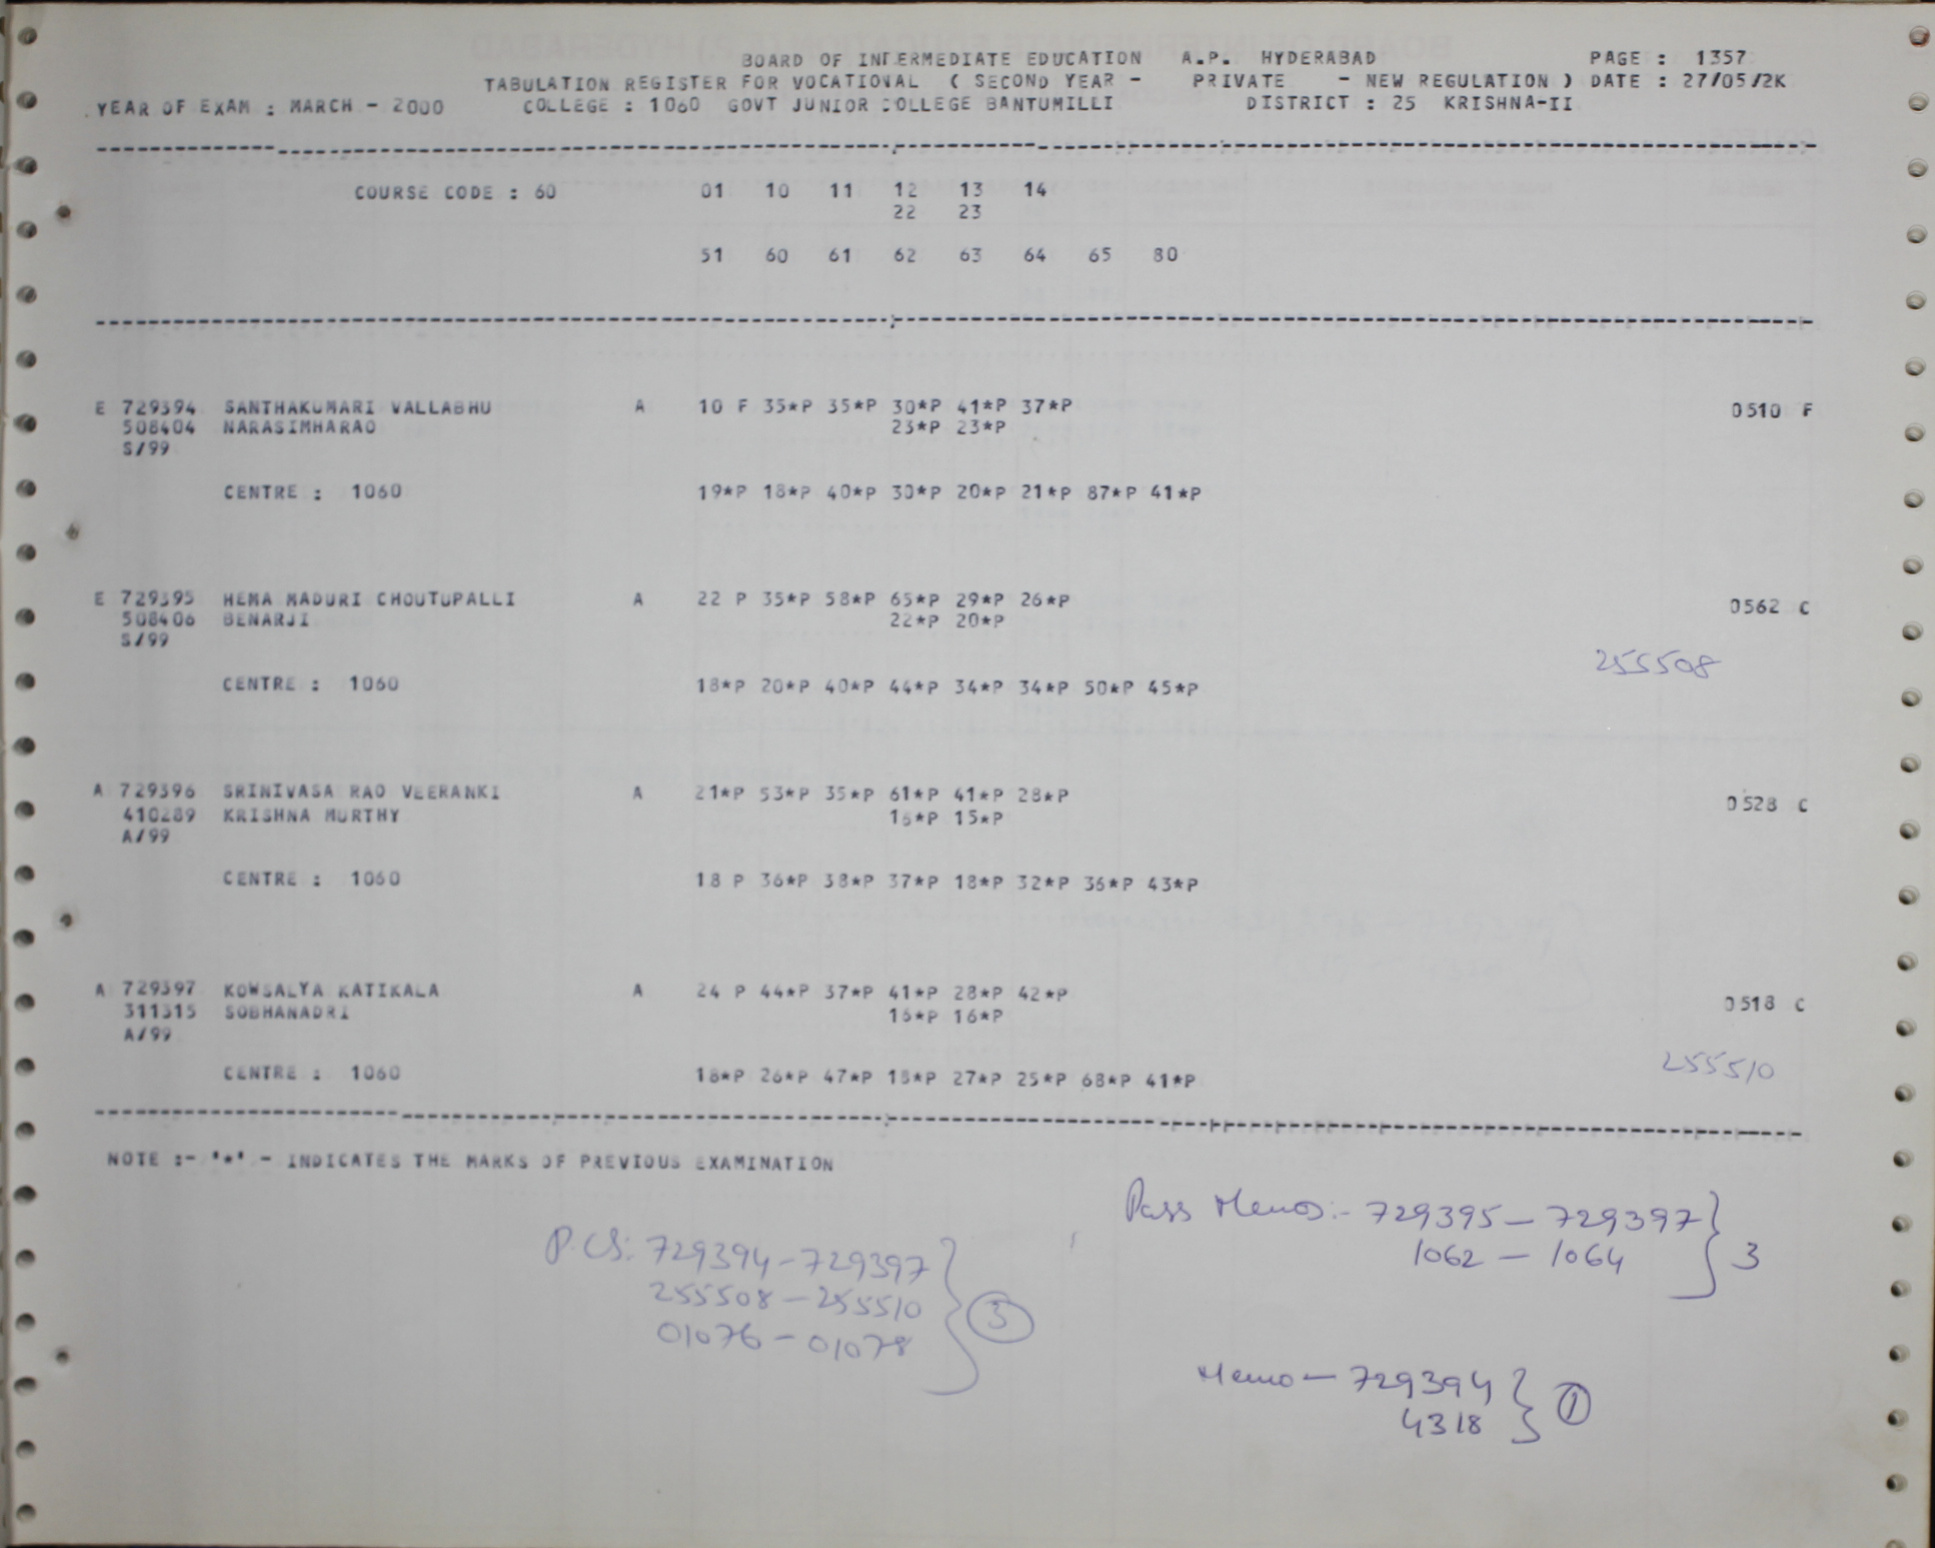 BOARD OF INTERMEDIATE EDUCATION A.P. HYDERABAD PAGE : 1357
TABULATION REGISTER FOR VOCATIONAL ( SECOND YEAR - PRIVATE - NEW REGULATION ) DATE : 27/05/2K
YEAR OF EXAM : MARCH - 2000 COLLEGE : 1060 GOVT JUNIOR COLLEGE BANTUMILLI DISTRICT : 25 KRISHNA-II
COURSE CODE : 60 01 10 11 12 13 14
22 23
51 60 61 62 63 64 65 80
E 729394 SANTHAKUMARI VALLABHU A 10 F 35*P 35*P 30*P 41*P 37*P 0510 F
508404 NARASIMHARAO 23*P 23*P
S/99
CENTRE : 1060 19*P 18*P 40*P 30*P 20*P 21*P 87*P 41*P
E 729395 HEMA MADURI CHOUTUPALLI A 22 P 35*P 58*P 65*P 29*P 26*P 0562 C
508406 BENARJI 22*P 20*P
S/99
255508
CENTRE : 1060 18*P 20*P 40*P 44*P 34*P 34*P 50*P 45*P
A 729396 SRINIVASA RAO VEERANKI A 21*P 53*P 35*P 61*P 41*P 28*P 0528 C
410289 KRISHNA MURTHY 16*P 15*P
A/99
CENTRE : 1060 18 P 36*P 38*P 37*P 18*P 32*P 36*P 43*P
A 729397 KOWSALYA KATIKALA A 24 P 44*P 37*P 41*P 28*P 42*P 0518 C
311315 SOBHANADRI 16*P 16*P
A/99
CENTRE : 1060 18*P 26*P 47*P 18*P 27*P 25*P 68*P 41*P
255510
NOTE :- '*' - INDICATES THE MARKS OF PREVIOUS EXAMINATION
Pass Memos:- 729395 - 729397
1062 - 1064 } 3
P.Cs: 729394-729397
255508 - 255510
01076 - 01078 } 3
Memo - 729394
4318 } 1